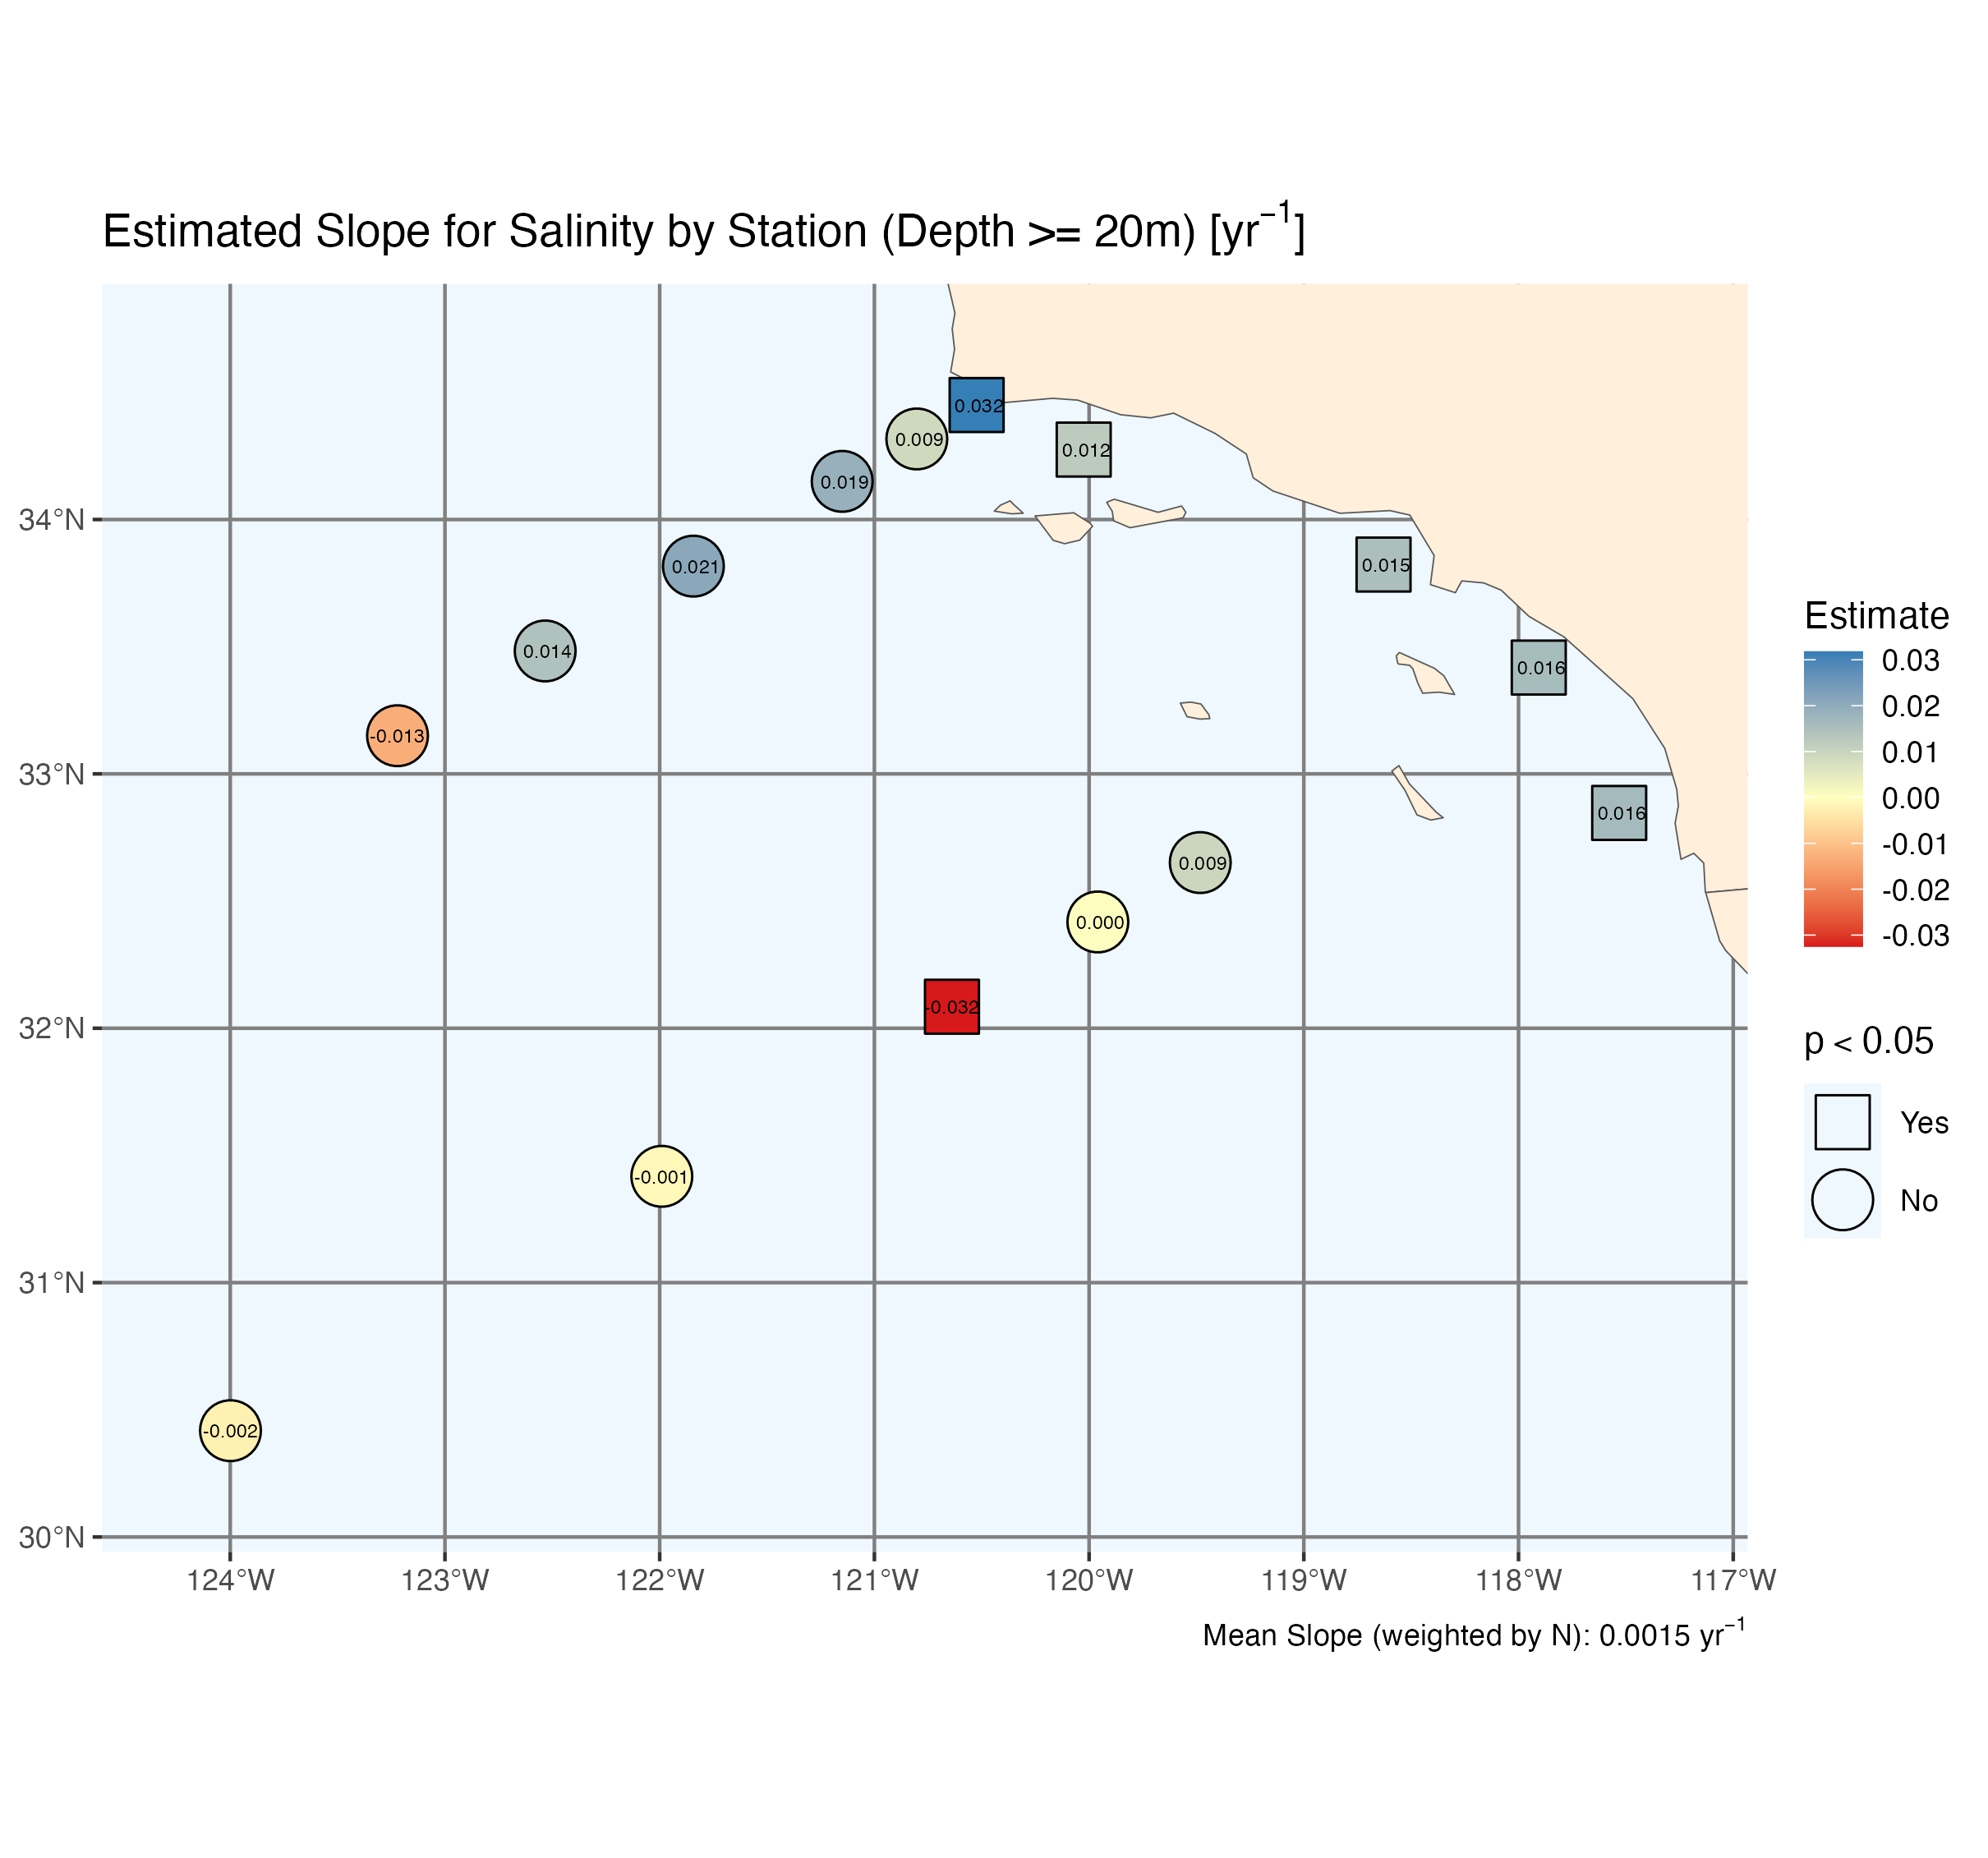 Estimated Slope for Salinity by Station (Depth >= 20m) [yr⁻¹]
0.032
0.009
0.012
0.019
34°N
0.021
0.015
0.014
0.016
-0.013
33°N
0.016
0.009
0.000
-0.032
32°N
-0.001
31°N
-0.002
30°N
124°W 123°W 122°W 121°W 120°W 119°W 118°W 117°W
Mean Slope (weighted by N): 0.0015 yr⁻¹
Estimate
0.03
0.02
0.01
0.00
-0.01
-0.02
-0.03
p < 0.05
Yes
No